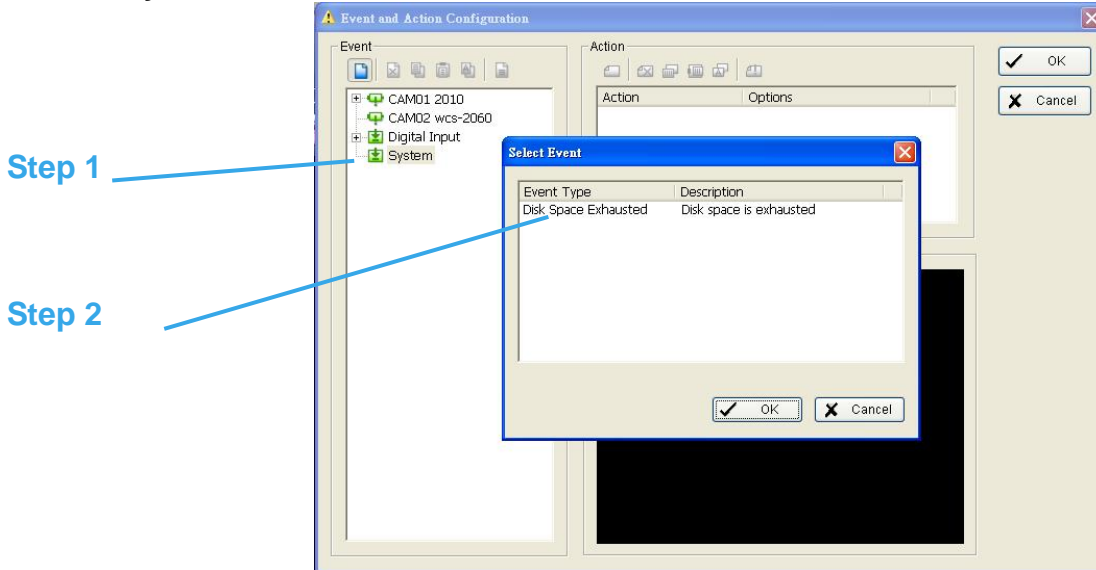 Event and Action Configuration
Event
Action
OK
Cancel
Action Options
CAM01 2010
CAM02 wcs-2060
Digital Input
System
Step 1
Select Event
Event Type Description
Disk Space Exhausted Disk space is exhausted
Step 2
OK Cancel